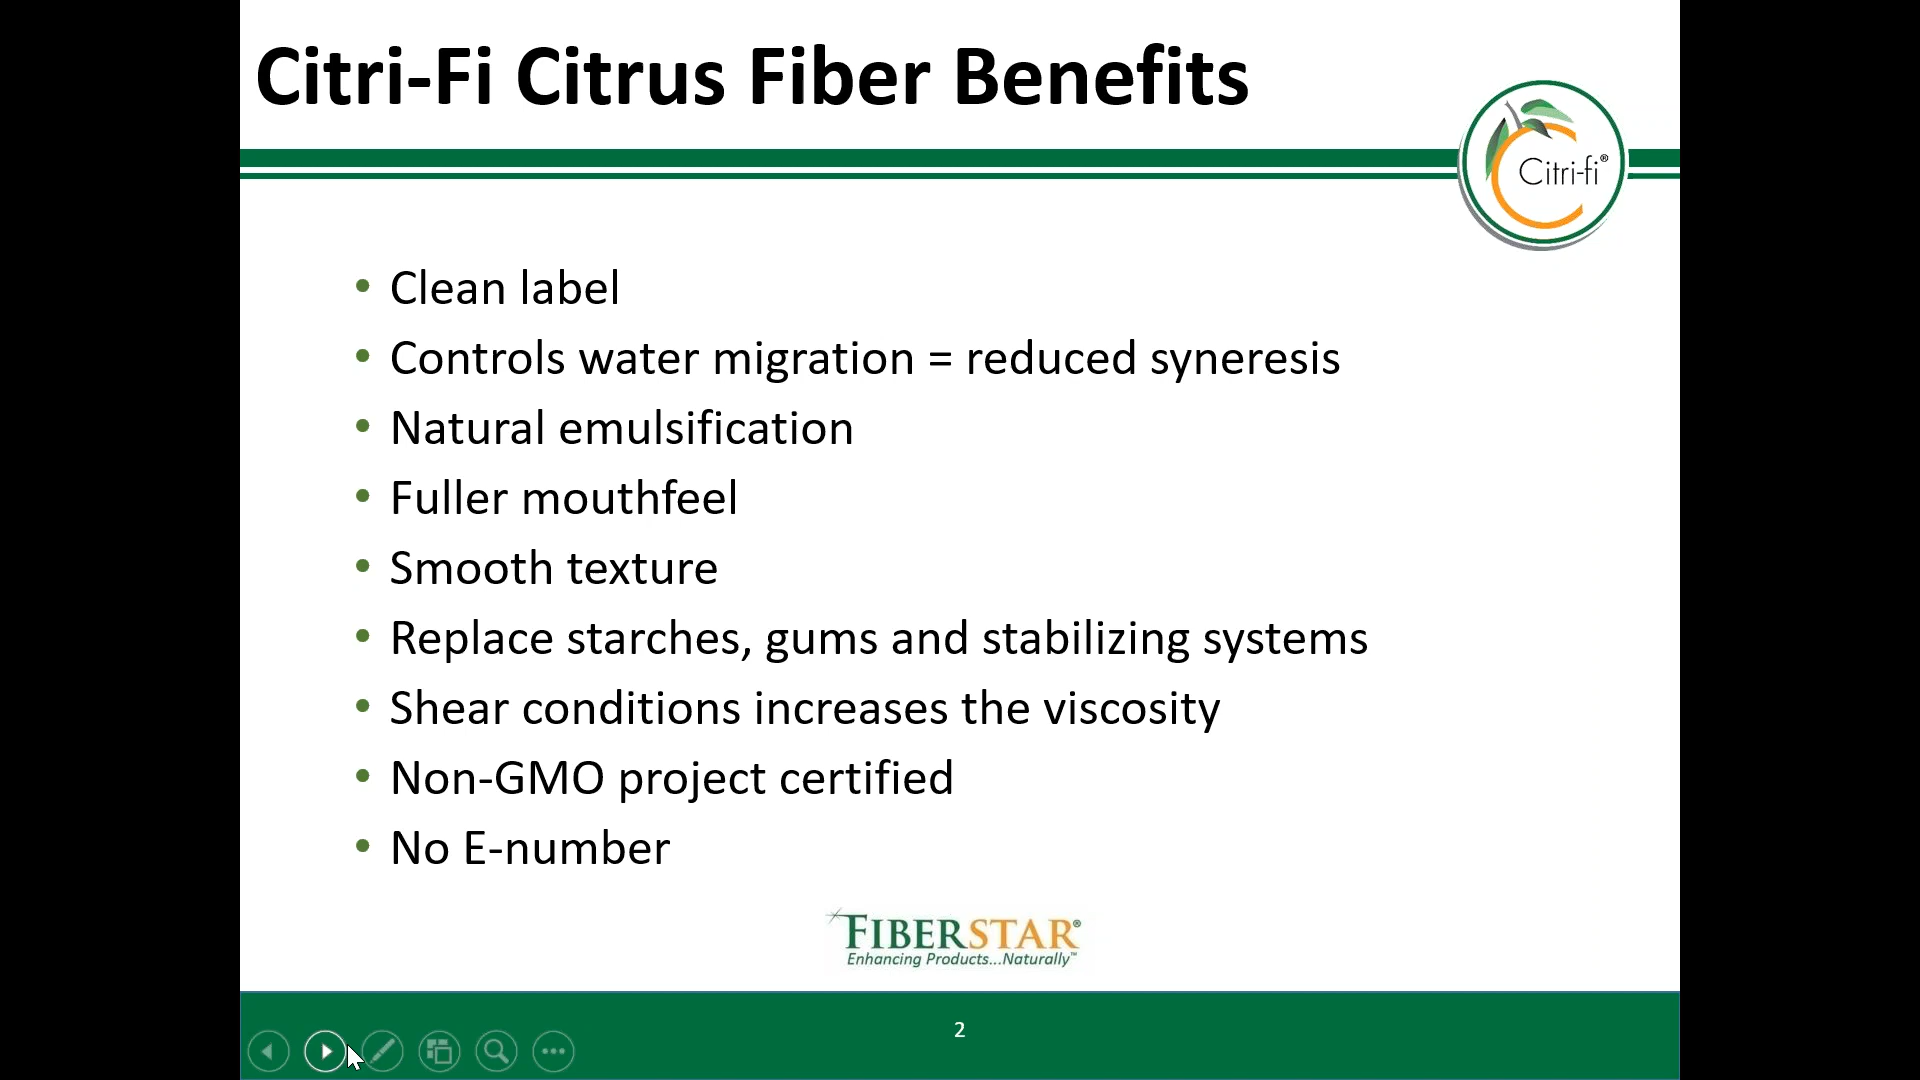 Citri-Fi Citrus Fiber Benefits
Citri-fi®
• Clean label
• Controls water migration = reduced syneresis
• Natural emulsification
• Fuller mouthfeel
• Smooth texture
• Replace starches, gums and stabilizing systems
• Shear conditions increases the viscosity
• Non-GMO project certified
• No E-number
FIBERSTAR®
Enhancing Products...Naturally™
2